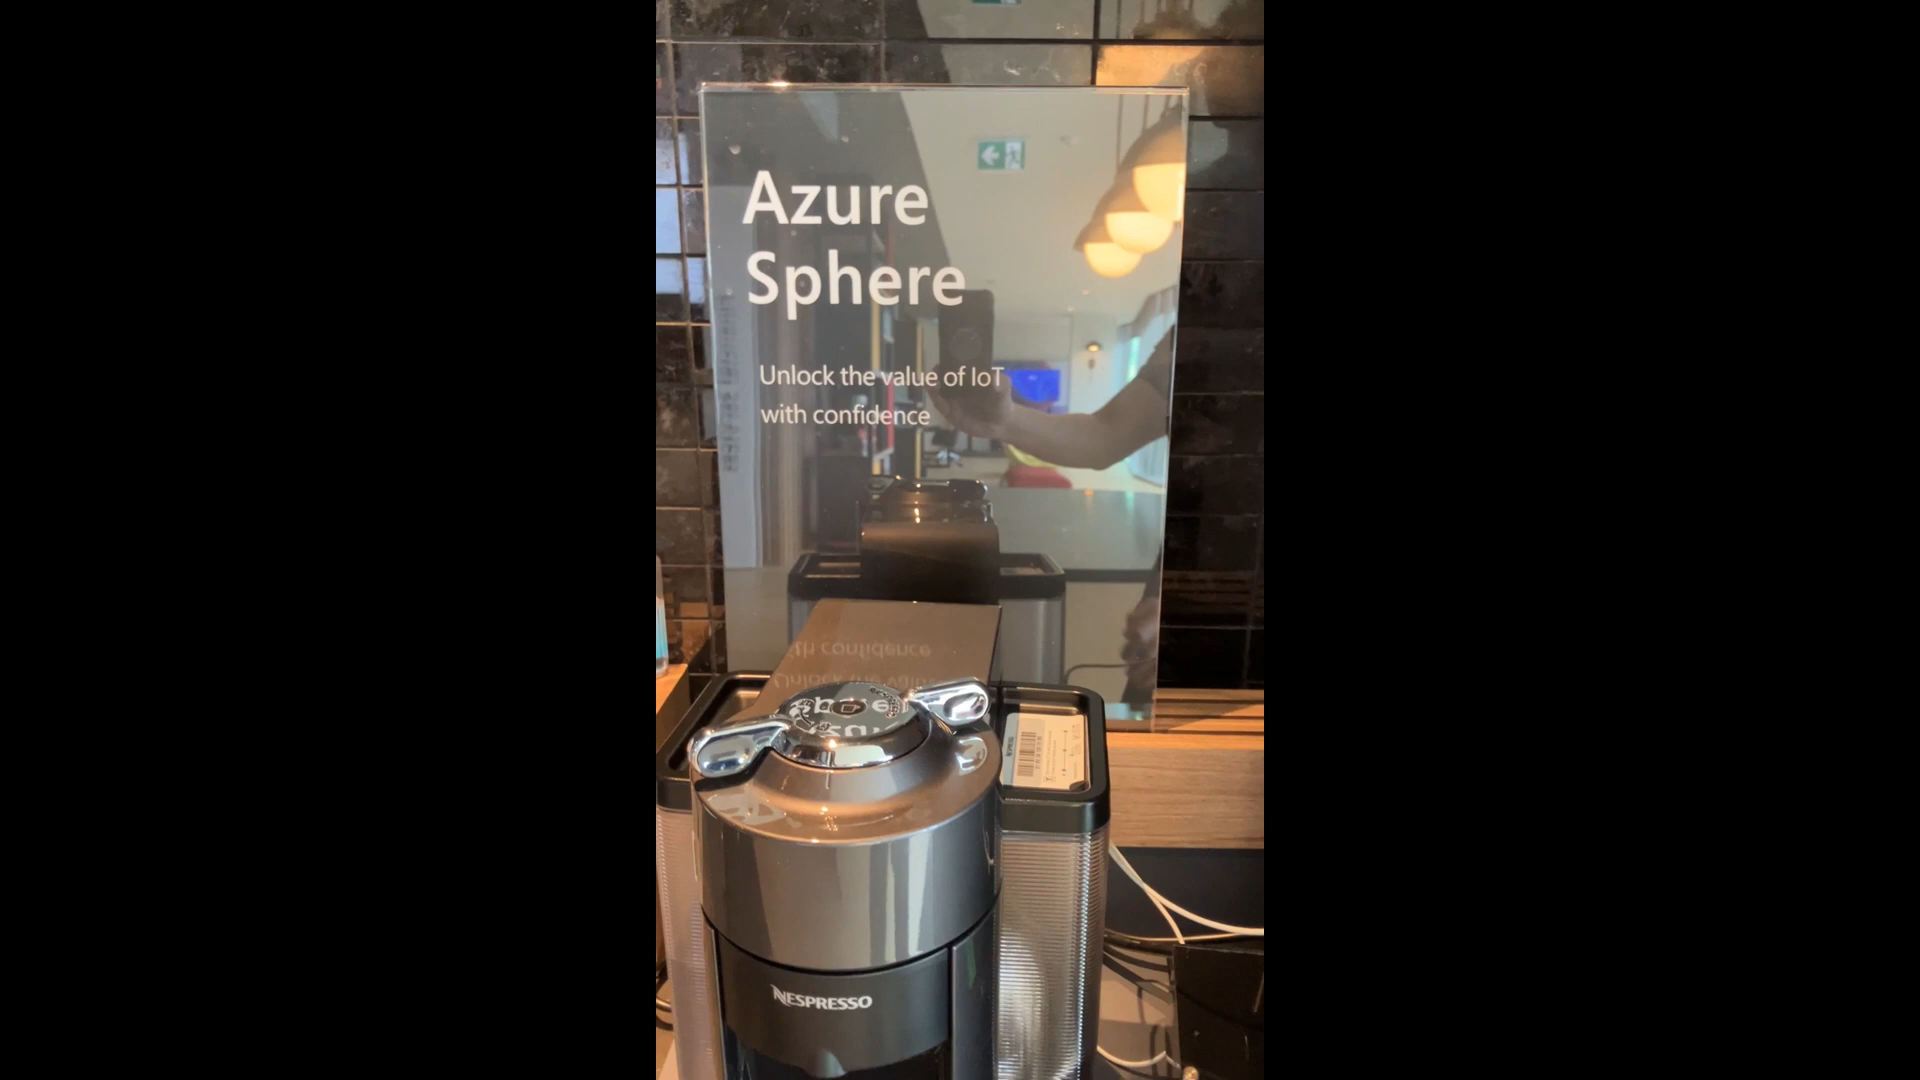 Azure
Sphere
Unlock the value of IoT
with confidence
NESPRESSO